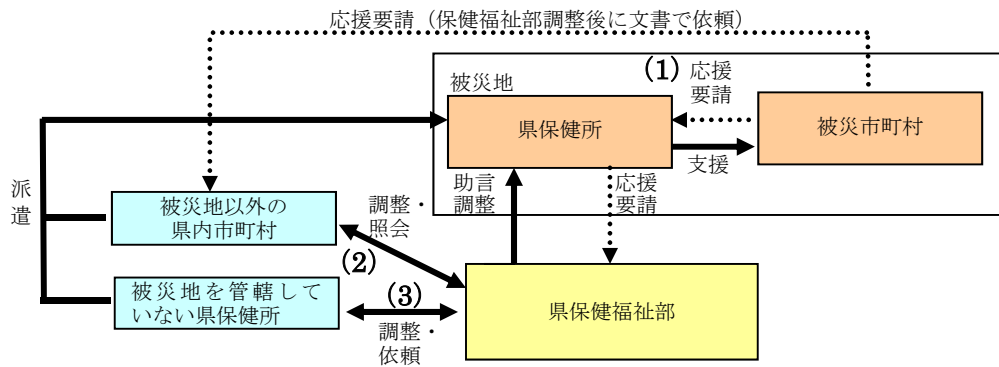 応援要請（保健福祉部調整後に文書で依頼）
(1)
応援
要請
被災地
県保健所
被災市町村
支援
派
遣
助言
調整
応援
要請
被災地以外の
県内市町村
調整・
照会
(2)
被災地を管轄して
いない県保健所
(3)
調整・
依頼
県保健福祉部